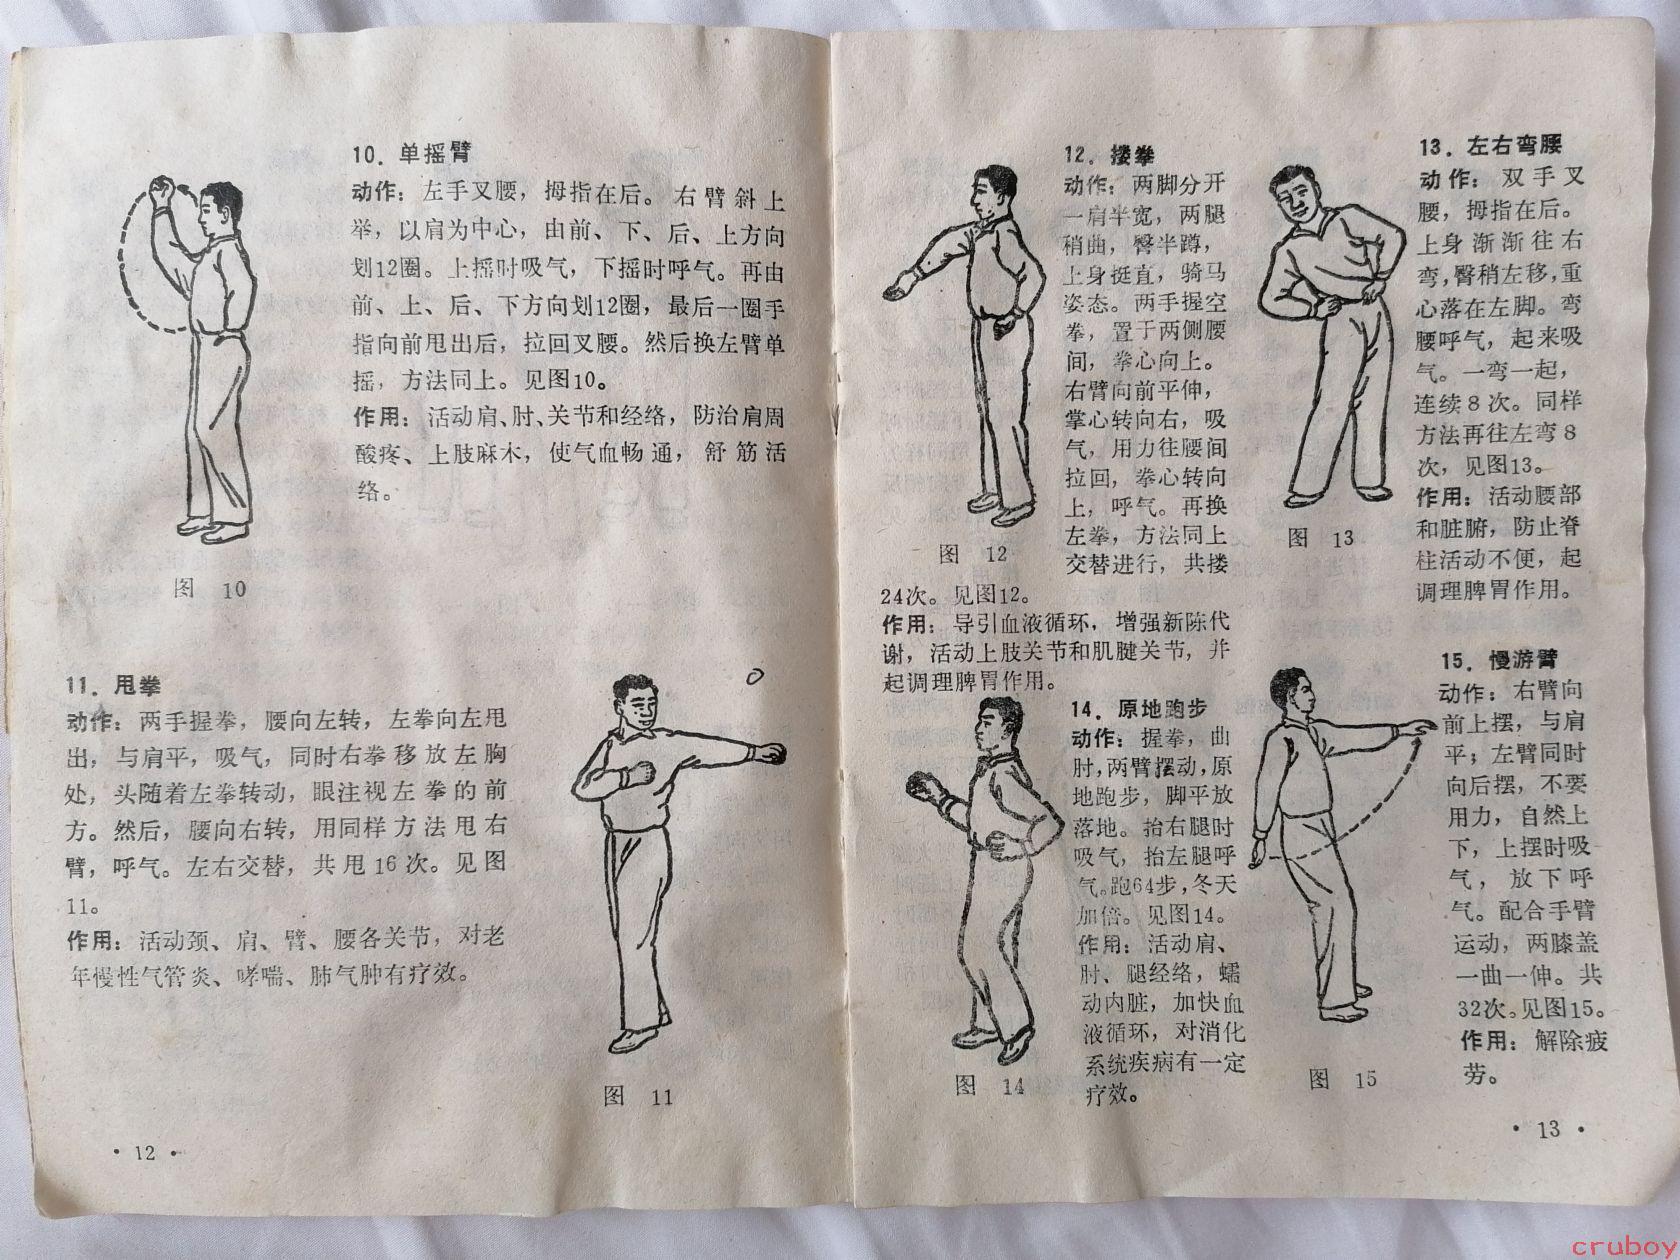 10．单摇臂
动作：左手叉腰，拇指在后。右臂斜上
举，以肩为中心，由前、下、后、上方向
划12圈。上摇时吸气，下摇时呼气。再由
前、上、后、下方向划12圈，最后一圈手
指向前甩出后，拉回叉腰。然后换左臂单
摇，方法同上。见图10。
作用：活动肩、肘、关节和经络，防治肩周
酸疼、上肢麻木，使气血畅通，舒筋活
络。
图 10
11．甩拳
动作：两手握拳，腰向左转，左拳向左甩
出，与肩平，吸气，同时右拳移放左胸
处，头随着左拳转动，眼注视左拳的前
方。然后，腰向右转，用同样方法甩右
臂，呼气。左右交替，共甩16次。见图
11。
作用：活动颈、肩、臂、腰各关节，对老
年慢性气管炎、哮喘、肺气肿有疗效。
图 11
·12·
12．搂拳
动作：两脚分开
一肩半宽，两腿
稍曲，臀半蹲，
上身挺直，骑马
姿态。两手握空
拳，置于两侧腰
间，拳心向上。
右臂向前平伸，
掌心转向右，吸
气，用力往腰间
拉回，拳心转向
上，呼气。再换
左拳，方法同上
交替进行，共搂
24次。见图12。
作用：导引血液循环，增强新陈代
谢，活动上肢关节和肌腱关节，并
起调理脾胃作用。
图 12
13．左右弯腰
动作：双手叉
腰，拇指在后。
上身渐渐往右
弯，臀稍左移，重
心落在左脚。弯
腰呼气，起来吸
气。一弯一起，
连续8次。同样
方法再往左弯8
次，见图13。
作用：活动腰部
和脏腑，防止脊
柱活动不便，起
调理脾胃作用。
图 13
14．原地跑步
动作：握拳，曲
肘，两臂摆动，原
地跑步，脚平放
落地。抬右腿时
吸气，抬左腿呼
气。跑64步，冬天
加倍。见图14。
作用：活动肩、
肘、腿经络，蠕
动内脏，加快血
液循环，对消化
系统疾病有一定
疗效。
图 14
15．慢游臂
动作：右臂向
前上摆，与肩
平；左臂同时
向后摆，不要
用力，自然上
下，上摆时吸
气，放下呼
气。配合手臂
运动，两膝盖
一曲一伸。共
32次。见图15。
作用：解除疲
劳。
图 15
·13·
cruboy